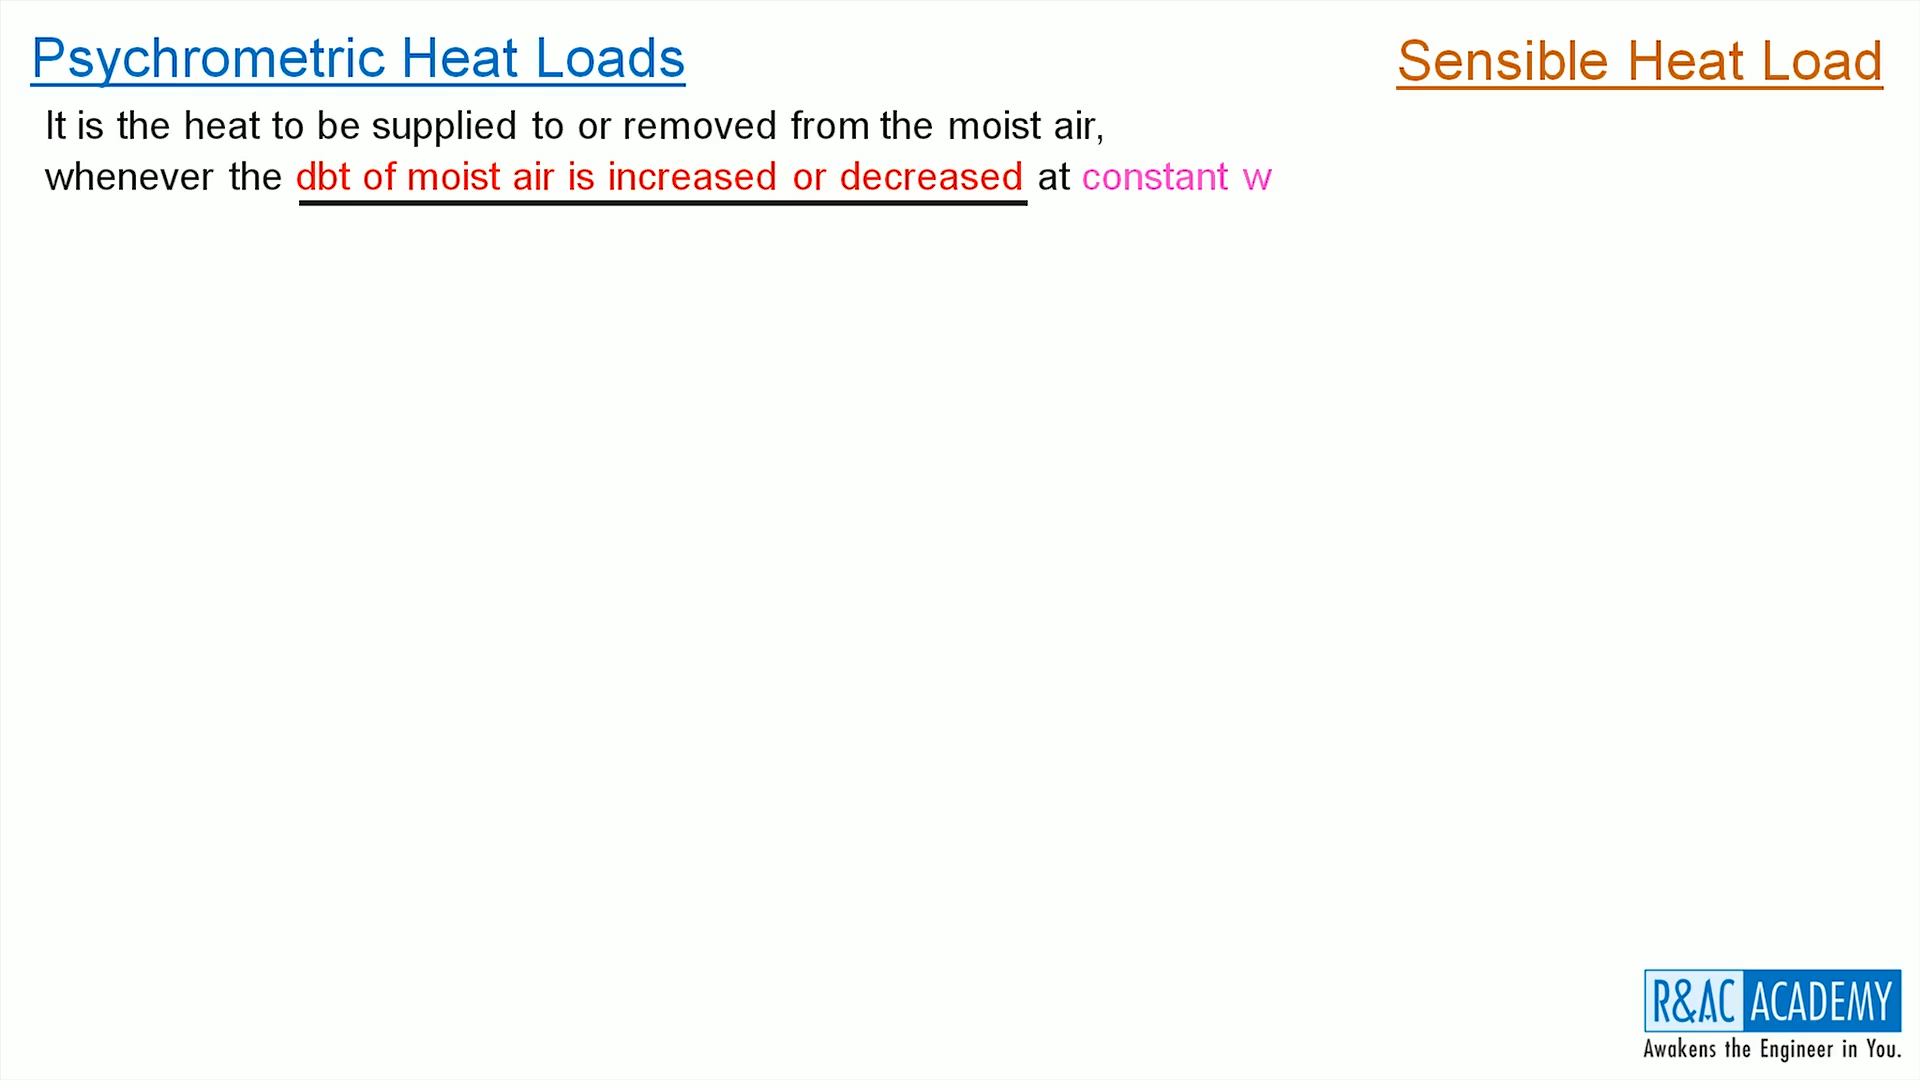 Psychrometric Heat Loads
Sensible Heat Load
It is the heat to be supplied to or removed from the moist air,
whenever the dbt of moist air is increased or decreased at constant w
R&AC ACADEMY
Awakens the Engineer in You.